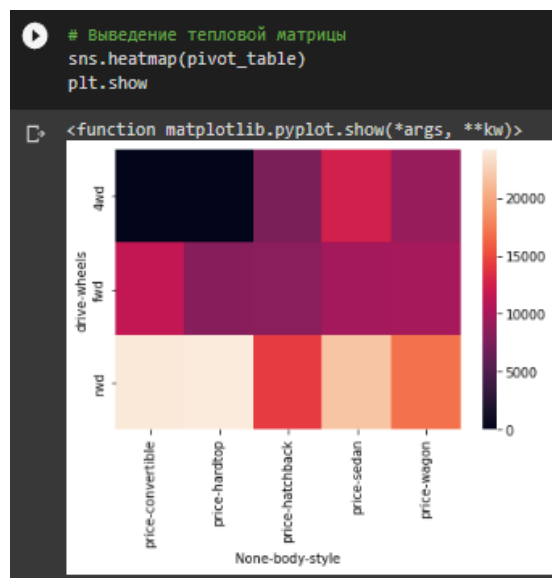 # Выведение тепловой матрицы
sns.heatmap(pivot_table)
plt.show
<function matplotlib.pyplot.show(*args, **kw)>
drive-wheels
4wd
fwd
rwd
20000
15000
10000
5000
0
price-convertible
price-hardtop
price-hatchback
price-sedan
price-wagon
None-body-style